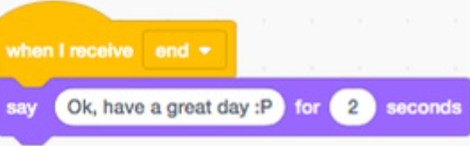 when I receive end
say Ok, have a great day :P for 2 seconds